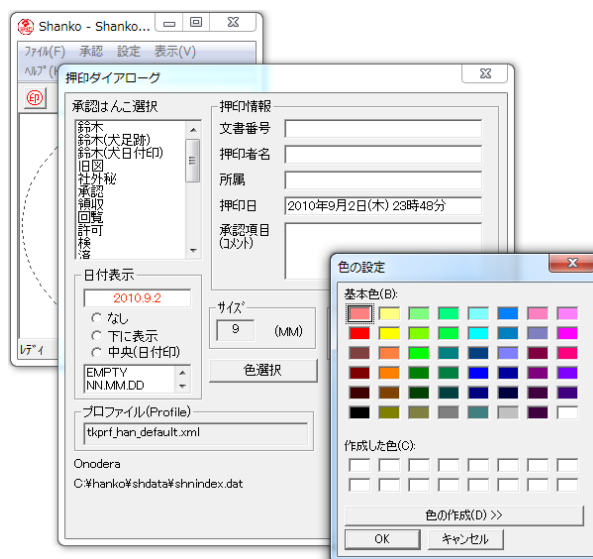 Shanko - Shanko...
ファイル(F) 承認 設定 表示(V)
ヘルプ(H
印
押印ダイアローグ
承認はんこ選択
鈴木
鈴木(犬足跡)
鈴木(犬日付印)
旧図
社外秘
承認
領収
回覧
許可
検
済
押印情報
文書番号
押印者名
所属
押印日 2010年9月2日(木) 23時48分
承認項目
(コメント)
日付表示
2010.9.2
なし
下に表示
中央(日付印)
EMPTY
NN.MM.DD
サイズ
9 (MM)
色選択
プロファイル(Profile)
tkprf_han_default.xml
Onodera
C:¥hanko¥shdata¥shnindex.dat
レディ
色の設定
基本色(B):
作成した色(C):
色の作成(D) >>
OK キャンセル